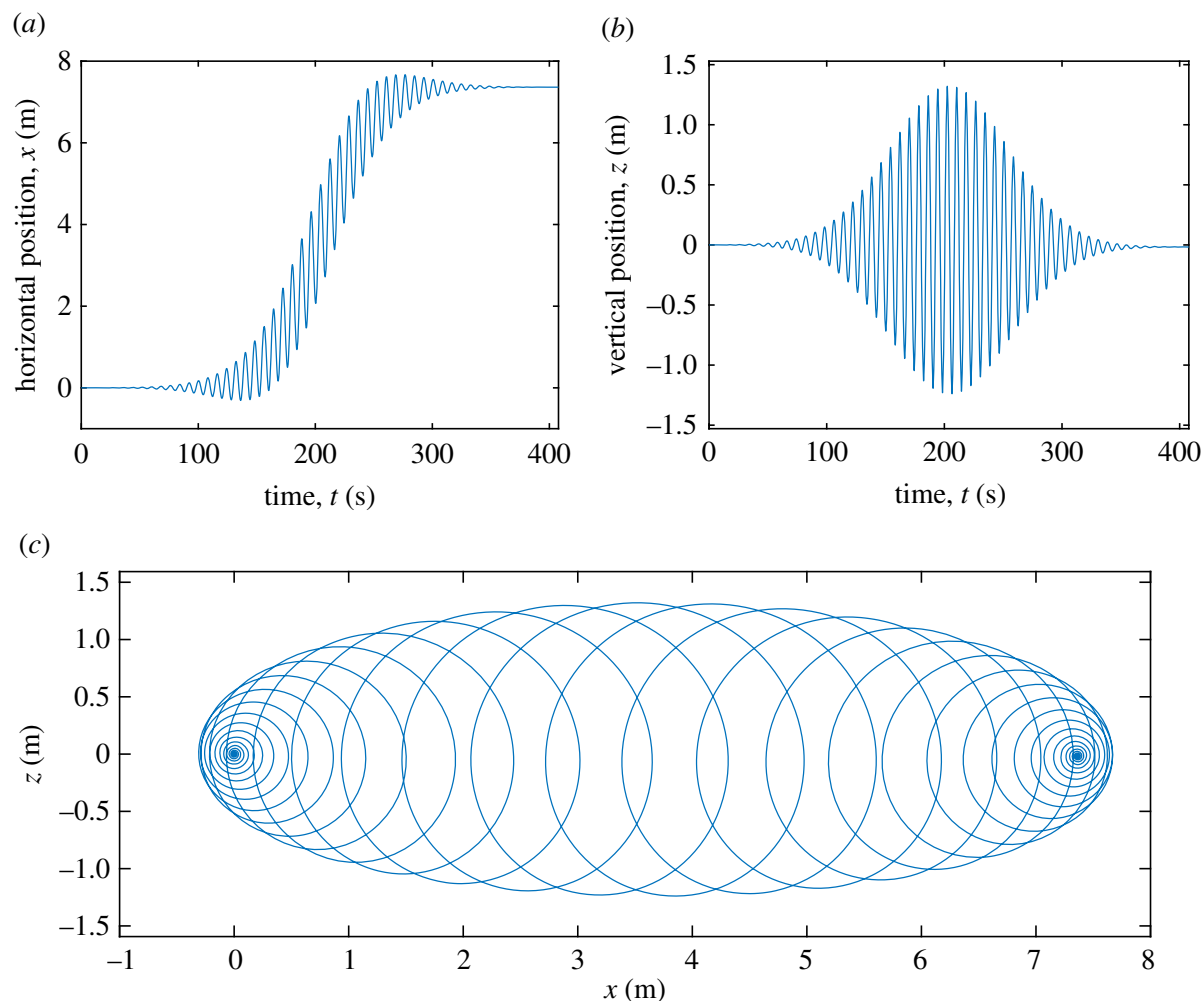 (a)
8
6
4
2
0
horizontal position, x (m)
0 100 200 300 400
time, t (s)
(b)
1.5
1.0
0.5
0
–0.5
–1.0
–1.5
vertical position, z (m)
0 100 200 300 400
time, t (s)
(c)
1.5
1.0
0.5
0
–0.5
–1.0
–1.5
z (m)
–1 0 1 2 3 4 5 6 7 8
x (m)